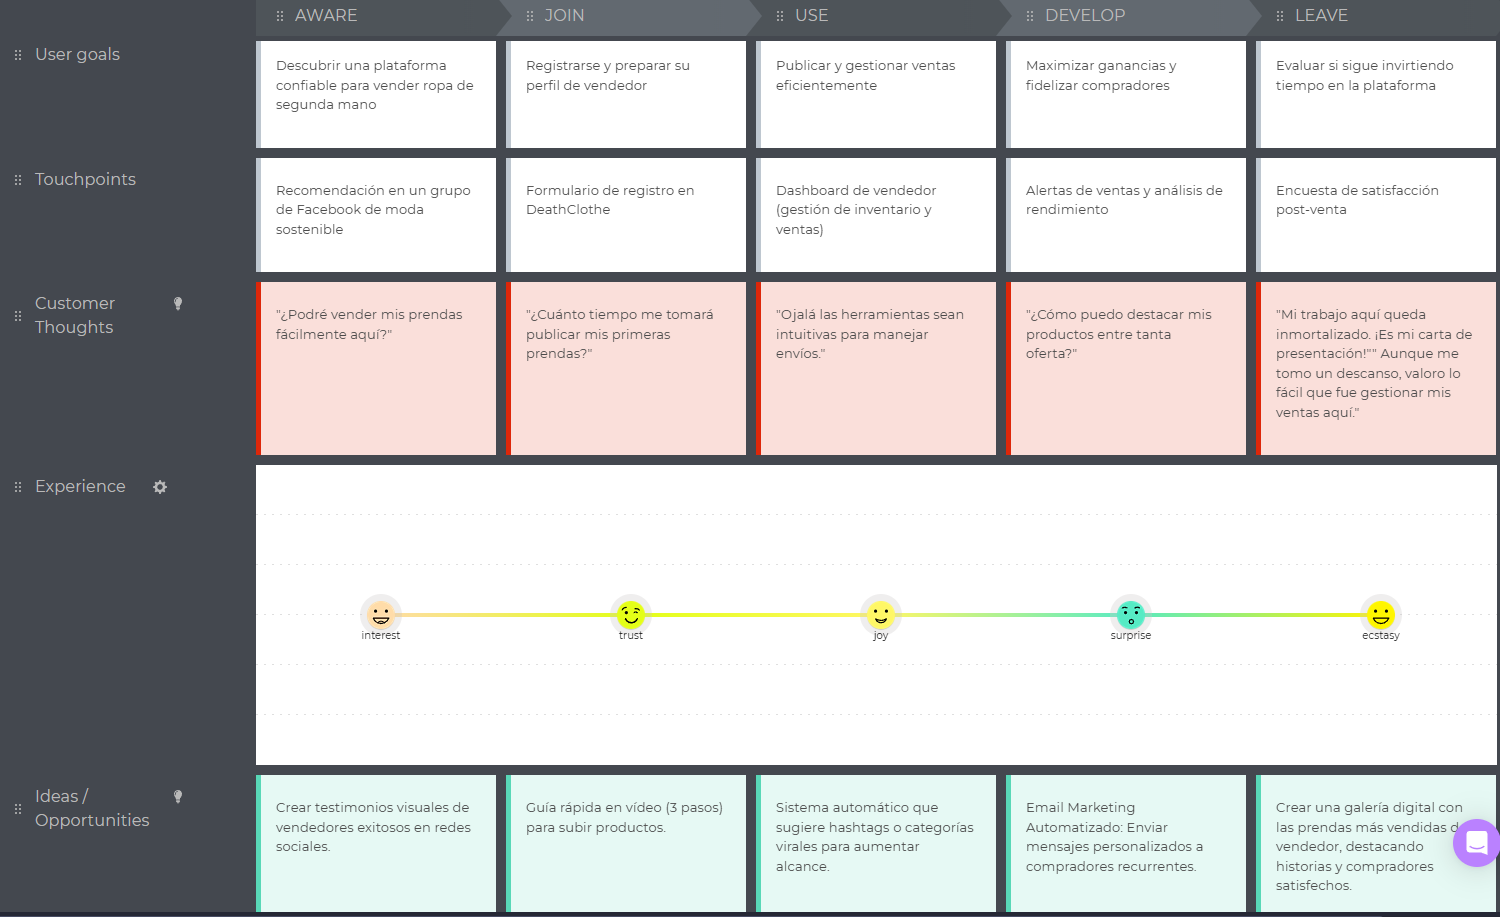 AWARE
JOIN
USE
DEVELOP
LEAVE
User goals
Descubrir una plataforma
confiable para vender ropa de
segunda mano
Registrarse y preparar su
perfil de vendedor
Publicar y gestionar ventas
eficientemente
Maximizar ganancias y
fidelizar compradores
Evaluar si sigue invirtiendo
tiempo en la plataforma
Touchpoints
Recomendación en un grupo
de Facebook de moda
sostenible
Formulario de registro en
DeathClothe
Dashboard de vendedor
(gestión de inventario y
ventas)
Alertas de ventas y análisis de
rendimiento
Encuesta de satisfacción
post-venta
Customer
Thoughts
"¿Podré vender mis prendas
fácilmente aquí?"
"¿Cuánto tiempo me tomará
publicar mis primeras
prendas?"
"Ojalá las herramientas sean
intuitivas para manejar
envíos."
"¿Cómo puedo destacar mis
productos entre tanta
oferta?"
"Mi trabajo aquí queda
inmortalizado. ¡Es mi carta de
presentación!"" Aunque me
tomo un descanso, valoro lo
fácil que fue gestionar mis
ventas aquí."
Experience
interest
trust
joy
surprise
ecstasy
Ideas /
Opportunities
Crear testimonios visuales de
vendedores exitosos en redes
sociales.
Guía rápida en vídeo (3 pasos)
para subir productos.
Sistema automático que
sugiere hashtags o categorías
virales para aumentar
alcance.
Email Marketing
Automatizado: Enviar
mensajes personalizados a
compradores recurrentes.
Crear una galería digital con
las prendas más vendidas
vendedor, destacando
historias y compradores
satisfechos.